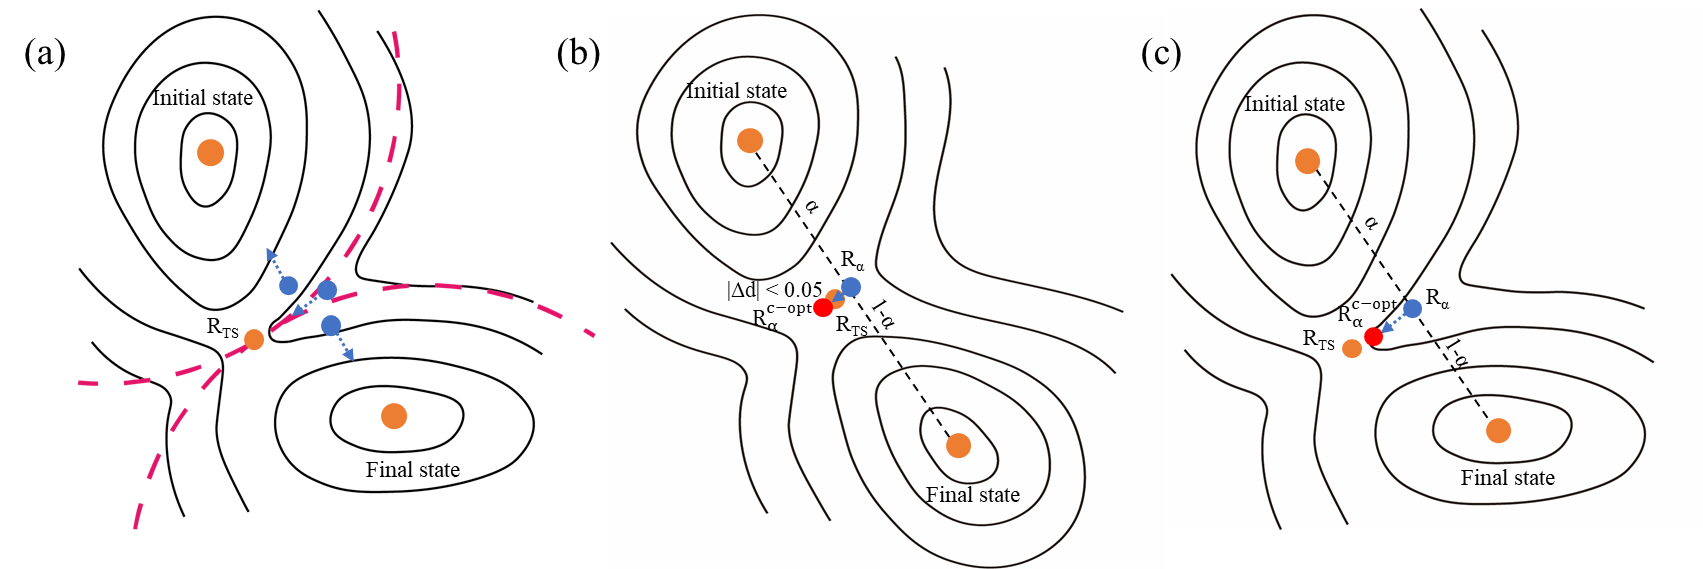 (a)
Initial state
R_TS
Final state
(b)
Initial state
α
R_α
|Δd| < 0.05
R_α^c−opt
R_TS
1-α
Final state
(c)
Initial state
α
R_α^c−opt
R_α
R_TS
1-α
Final state